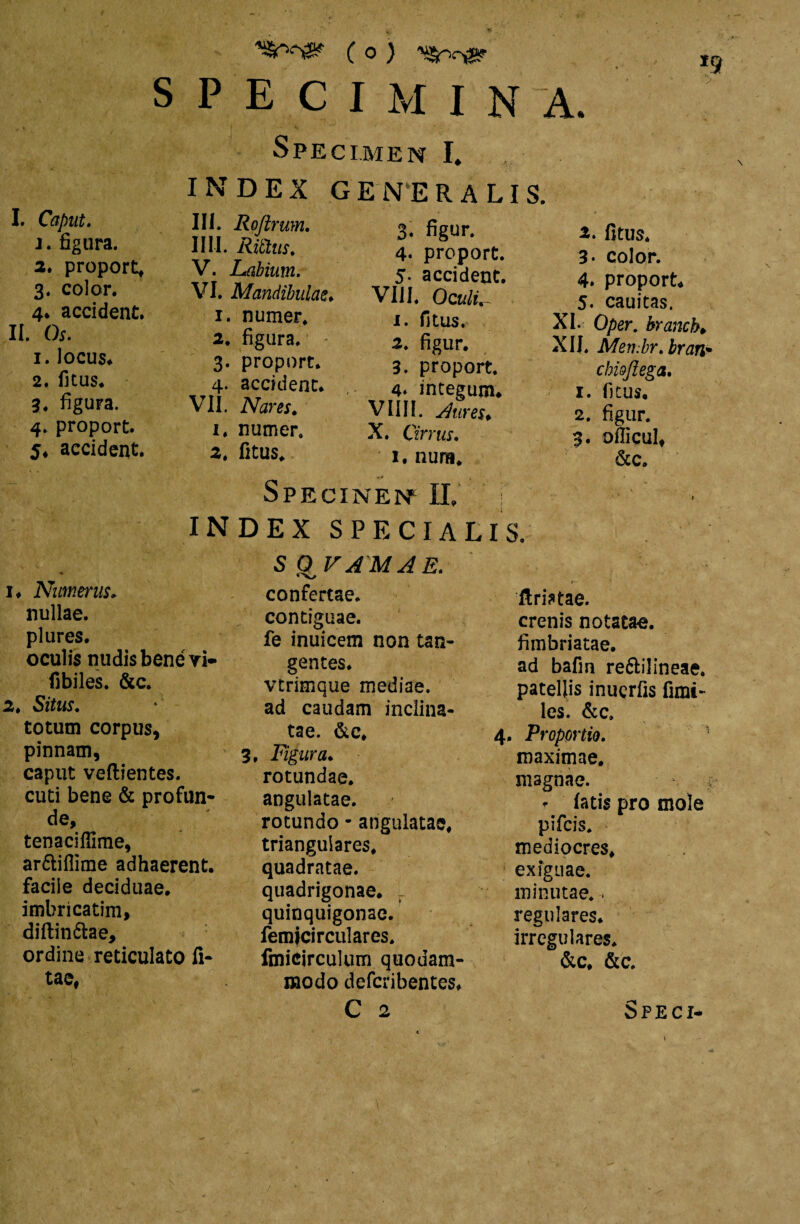 ( o )
19
SPECIMINA.
SPECIMEN I.
INDEX GENERALIS.
I. Caput.
1. figura.
2. proport.
3. color.
4. accident.
II. Os.
1. locus.
2. ſitus.
3. figura.
4. proport.
5. accident.
III. Roſtrum.
IIII. Rictus.
V. Labium.
VI. Mandibulae.
1. numer.
2. figura.
3. proport.
4. accident.
VII. Nares.
1. numer.
2. ſitus.
3. figur.
4. proport.
5. accident.
VIII. Oculi.
1. ſitus.
2. figur.
3. proport.
4. integum.
VIIII. Aures.
X. Cirrus.
1. num.
2. ſitus.
3. color.
4. proport.
5. cauitas.
XI. Oper. branch.
XII. Membr. bran-
chioſtega.
1. ſitus.
2. figur.
3. oſſicul.
&c.
SPECINEN II.
INDEX SPECIALIS.
SQVAMAE.
1. Numerus.
nullae.
plures.
oculis nudis bene vi-
ſibiles. &c.
2. Situs.
totum corpus,
pinnam,
caput veſtientes.
cuti bene & profun-
de,
tenaciſſime,
arctiſſime adhaerent.
facile deciduae.
imbricatim,
diſtinctae,
ordine reticulato ſi-
tae,
confertae.
contiguae.
ſe inuicem non tan-
gentes.
vtrimque mediae.
ad caudam inclina-
tae. &c.
3. Figura.
rotundae.
angulatae.
rotundo - angulatae,
triangulares,
quadratae.
quadrigonae.
quinquigonae.
ſemicirculares.
ſmicirculum quodam-
modo deſcribentes.
ſtriatae.
crenis notatae.
fimbriatae.
ad baſin rectilineae.
patellis inuerſis ſimi-
les. &c.
4. Proportio.
maximae.
magnae.
ſatis pro mole
piſcis.
mediocres.
exiguae.
minutae.
regulares.
irregulares.
&c. &c.
C 2
SPECI-